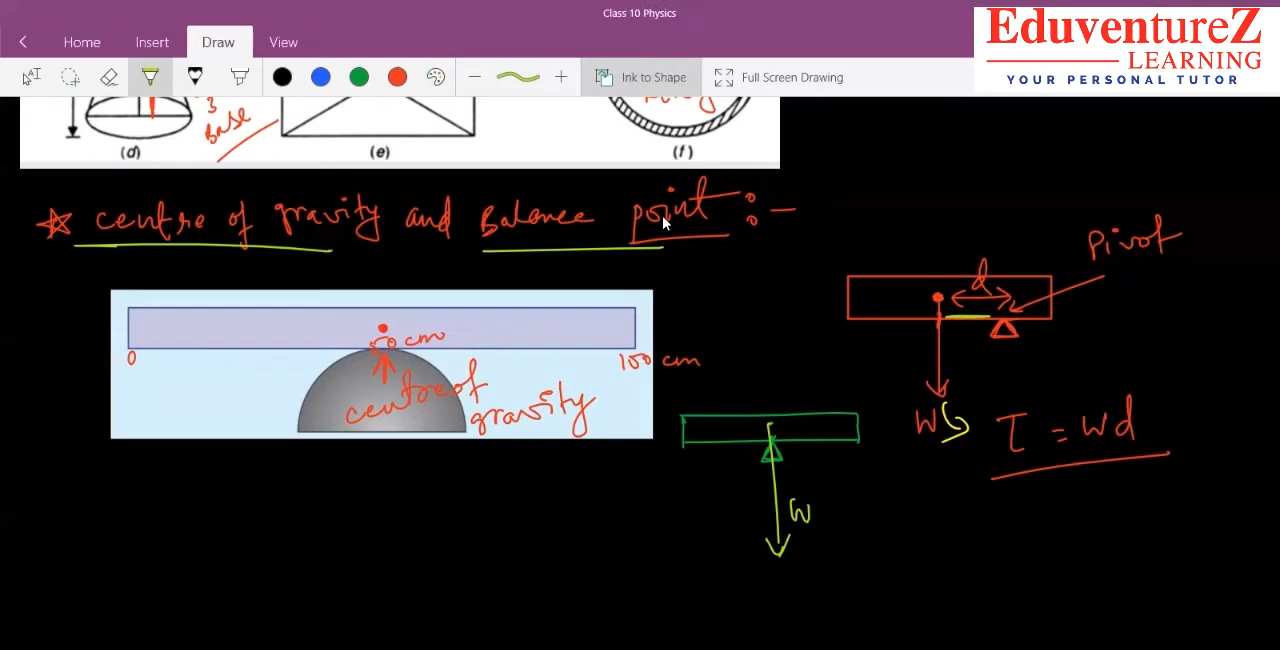 Class 10 Physics
EduventureZ
LEARNING
YOUR PERSONAL TUTOR
Home Insert Draw View
Ink to Shape Full Screen Drawing
3
Base
(d) (e) (f)
centre of gravity and Balance point :-
Pivot
d
50 cm
0 100 cm
centre of
gravity
W τ = wd
W